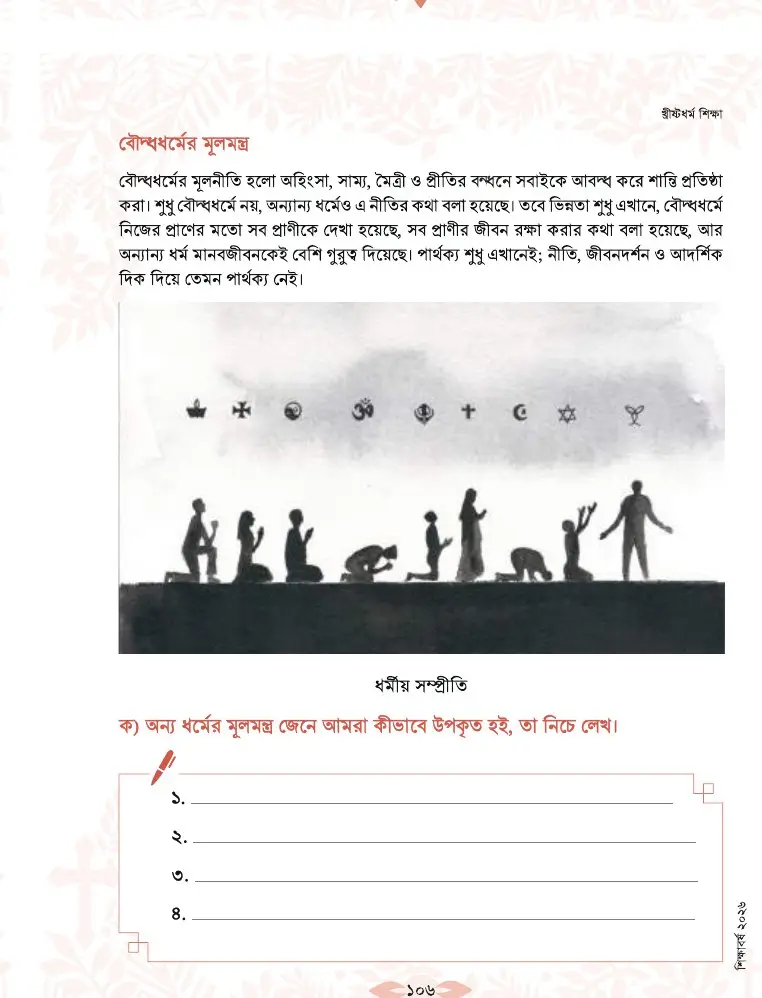 খ্রীষ্টধর্ম শিক্ষা
বৌদ্ধধর্মের মূলমন্ত্র
বৌদ্ধধর্মের মূলনীতি হলো অহিংসা, সাম্য, মৈত্রী ও প্রীতির বন্ধনে সবাইকে আবদ্ধ করে শান্তি প্রতিষ্ঠা
করা। শুধু বৌদ্ধধর্মে নয়, অন্যান্য ধর্মেও এ নীতির কথা বলা হয়েছে। তবে ভিন্নতা শুধু এখানে, বৌদ্ধধর্মে
নিজের প্রাণের মতো সব প্রাণীকে দেখা হয়েছে, সব প্রাণীর জীবন রক্ষা করার কথা বলা হয়েছে, আর
অন্যান্য ধর্ম মানবজীবনকেই বেশি গুরুত্ব দিয়েছে। পার্থক্য শুধু এখানেই; নীতি, জীবনদর্শন ও আদর্শিক
দিক দিয়ে তেমন পার্থক্য নেই।
ধর্মীয় সম্প্রীতি
ক) অন্য ধর্মের মূলমন্ত্র জেনে আমরা কীভাবে উপকৃত হই, তা নিচে লেখ।
১.
২.
৩.
৪.
শিক্ষাবর্ষ ২০২৬
১০৬